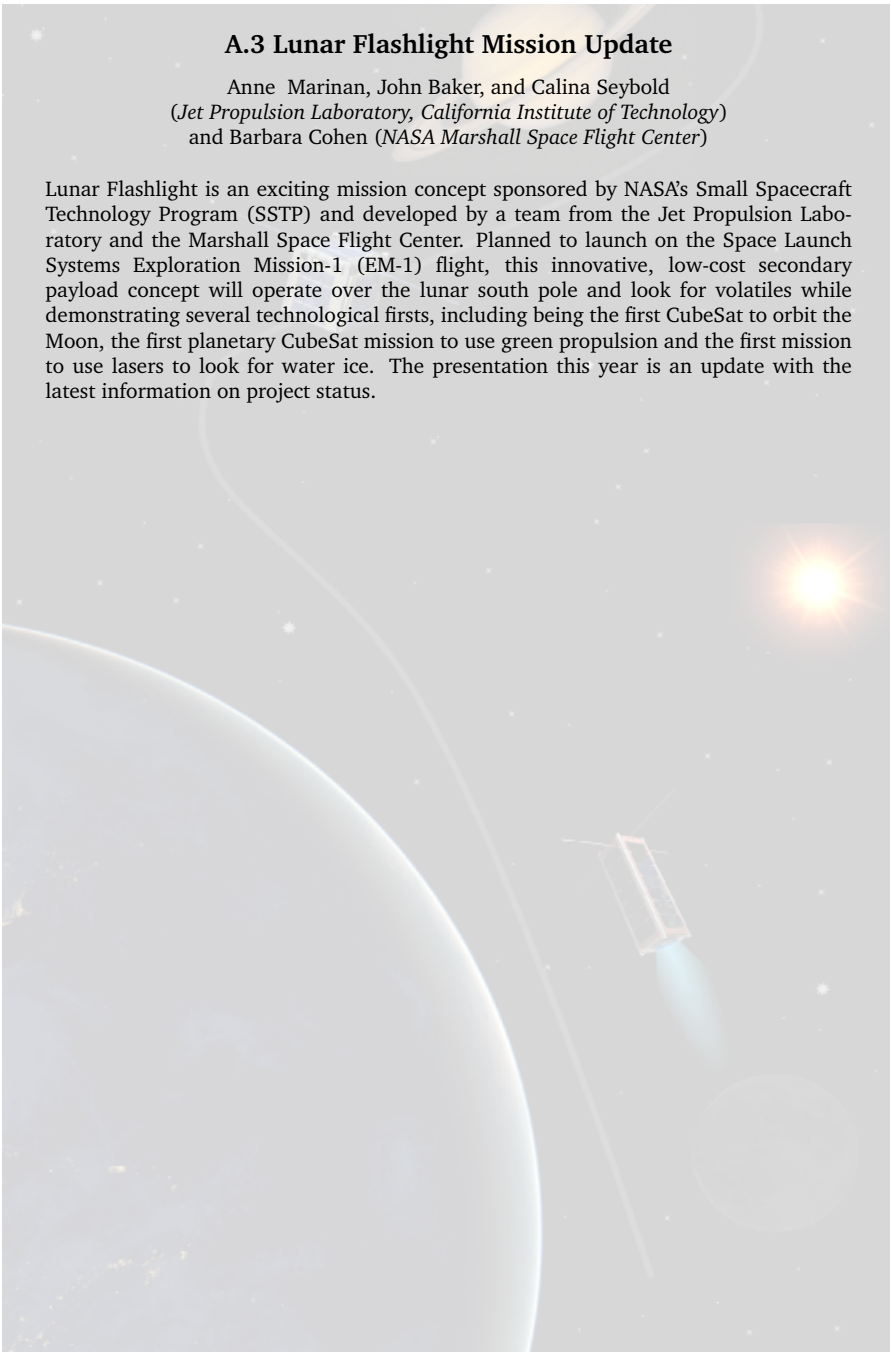 A.3 Lunar Flashlight Mission Update
Anne Marinan, John Baker, and Calina Seybold
(Jet Propulsion Laboratory, California Institute of Technology)
and Barbara Cohen (NASA Marshall Space Flight Center)
Lunar Flashlight is an exciting mission concept sponsored by NASA's Small Spacecraft
Technology Program (SSTP) and developed by a team from the Jet Propulsion Labo-
ratory and the Marshall Space Flight Center. Planned to launch on the Space Launch
Systems Exploration Mission-1 (EM-1) flight, this innovative, low-cost secondary
payload concept will operate over the lunar south pole and look for volatiles while
demonstrating several technological firsts, including being the first CubeSat to orbit the
Moon, the first planetary CubeSat mission to use green propulsion and the first mission
to use lasers to look for water ice. The presentation this year is an update with the
latest information on project status.